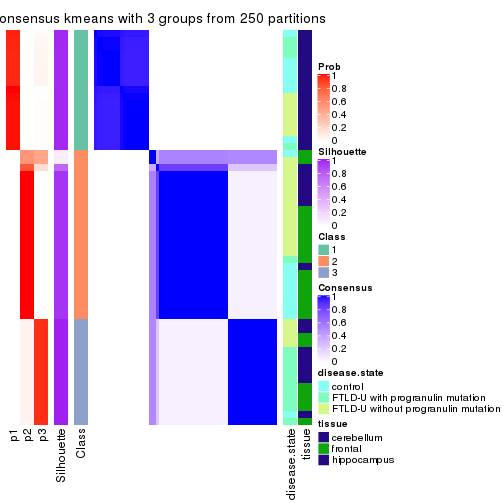 onsensus kmeans with 3 groups from 250 partitions
Prob
1
0.8
0.6
0.4
0.2
0
Silhouette
1
0.8
0.6
0.4
0.2
0
Class
1
2
3
Consensus
1
0.8
0.6
0.4
0.2
0
disease.state
control
FTLD-U with progranulin mutation
FTLD-U without progranulin mutation
tissue
cerebellum
frontal
hippocampus
p1
p2
p3
Silhouette
Class
disease.state
tissue